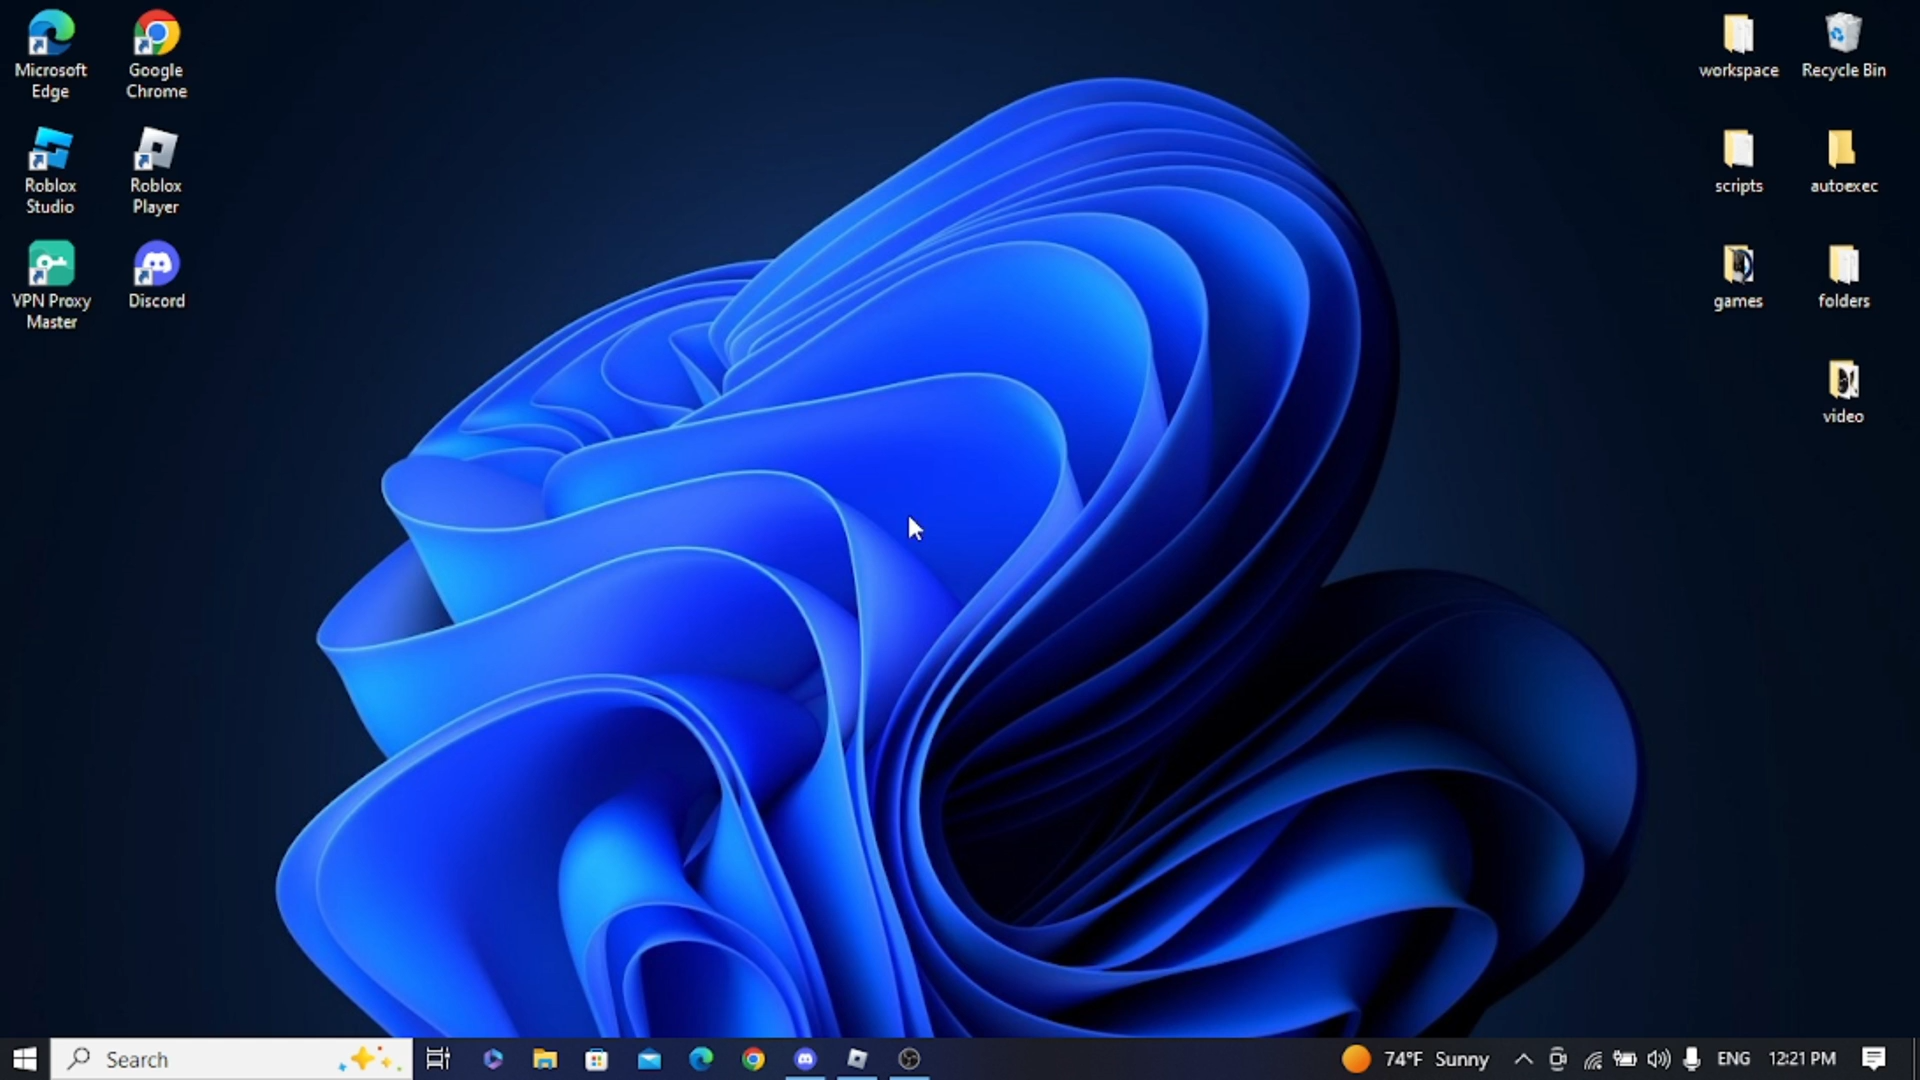 Microsoft
Edge
Google
Chrome
Roblox
Studio
Roblox
Player
VPN Proxy
Master
Discord
workspace
Recycle Bin
scripts
autoexec
games
folders
video
Search
74°F Sunny
ENG
12:21 PM